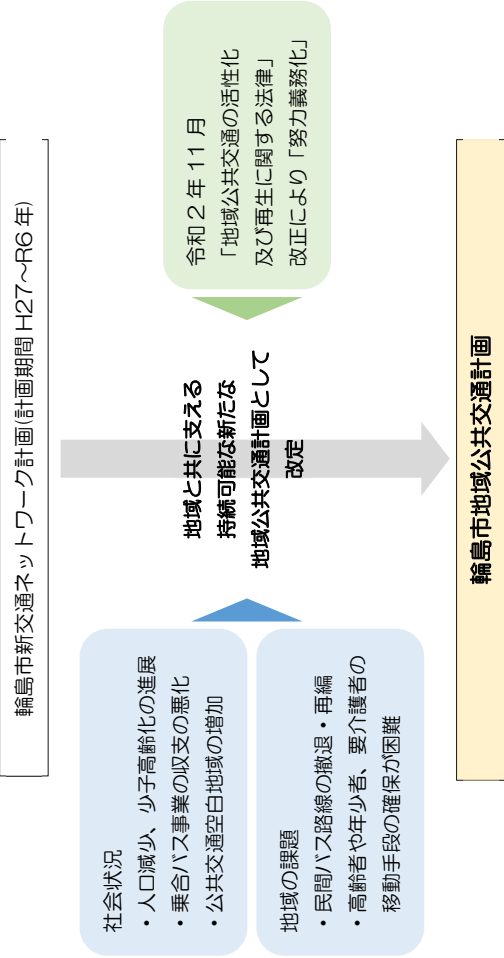 輪島市新交通ネットワーク計画(計画期間 H27～R6 年)
社会状況
・人口減少、少子高齢化の進展
・乗合バス事業の収支の悪化
・公共交通空白地域の増加
地域の課題
・民間バス路線の撤退・再編
・高齢者や年少者、要介護者の
移動手段の確保が困難
地域と共に支える
持続可能な新たな
地域公共交通計画として
改定
令和２年 11 月
「地域公共交通の活性化
及び再生に関する法律」
改正により「努力義務化」
輪島市地域公共交通計画